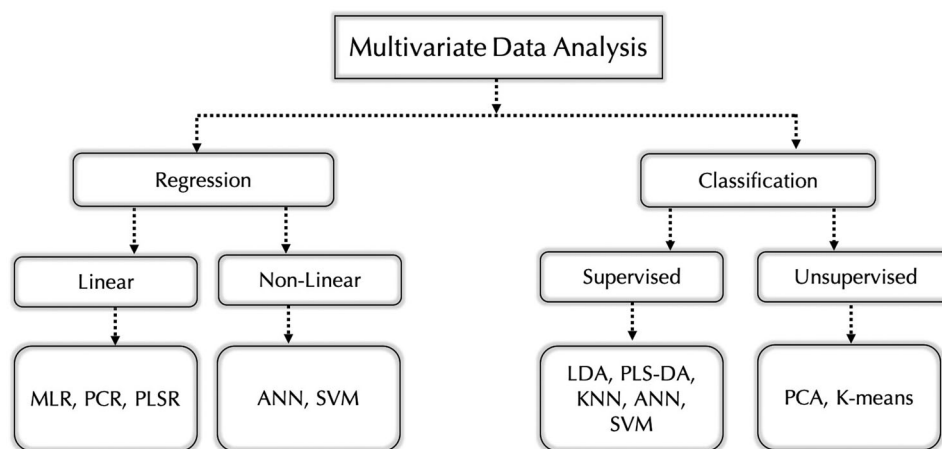 Multivariate Data Analysis
Regression
Classification
Linear
Non-Linear
Supervised
Unsupervised
MLR, PCR, PLSR
ANN, SVM
LDA, PLS-DA,
KNN, ANN,
SVM
PCA, K-means